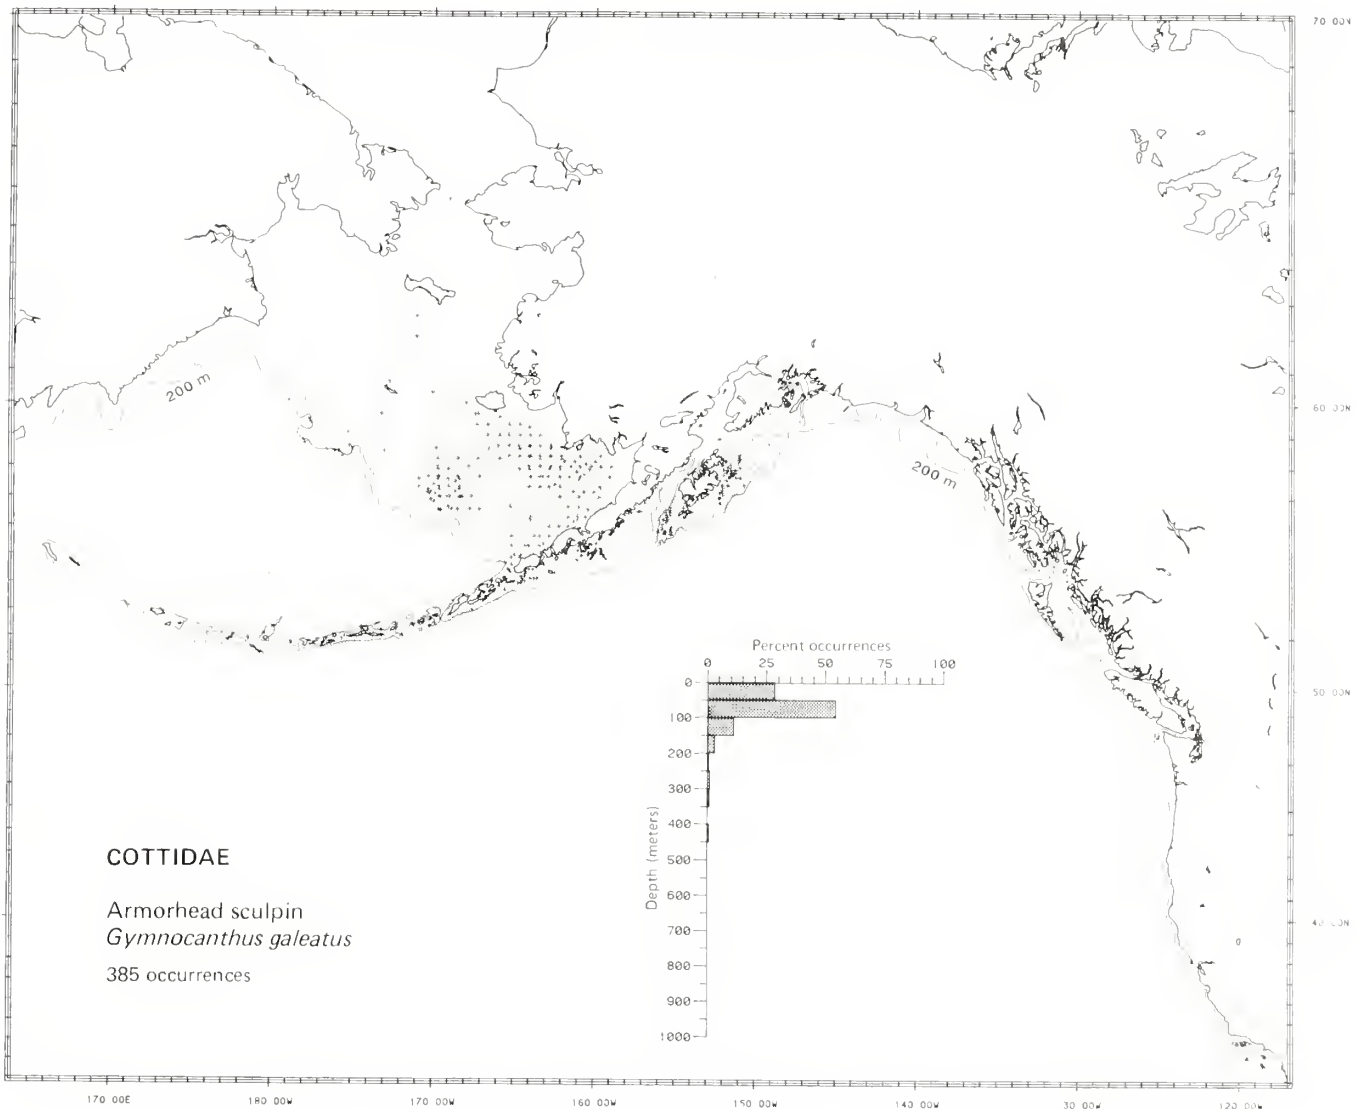 70 00N
200 m
60 00N
200 m
Percent occurrences
0 25 50 75 100
0
100
200
300
400
500
600
700
800
900
1000
Depth (meters)
50 00N
COTTIDAE
Armorhead sculpin
Gymnocanthus galeatus
385 occurrences
170 00E 180 00W 170 00W 160 00W 150 00W 140 00W 30 00W 120 00W